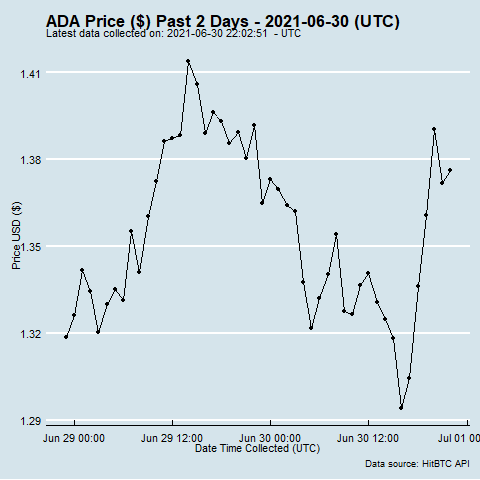 ADA Price ($) Past 2 Days - 2021-06-30 (UTC)
Latest data collected on: 2021-06-30 22:02:51 - UTC
1.41
1.38
1.35
1.32
1.29
Price USD ($)
Jun 29 00:00 Jun 29 12:00 Jun 30 00:00 Jun 30 12:00 Jul 01 00
Date Time Collected (UTC)
Data source: HitBTC API